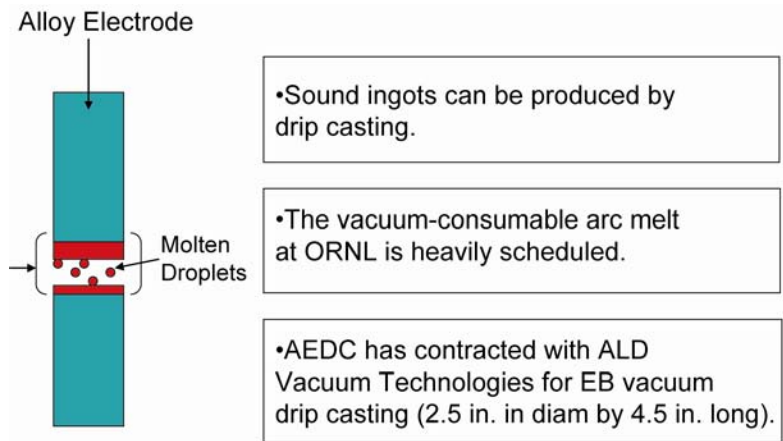 Alloy Electrode
Molten
Droplets
•Sound ingots can be produced by
drip casting.
•The vacuum-consumable arc melt
at ORNL is heavily scheduled.
•AEDC has contracted with ALD
Vacuum Technologies for EB vacuum
drip casting (2.5 in. in diam by 4.5 in. long).